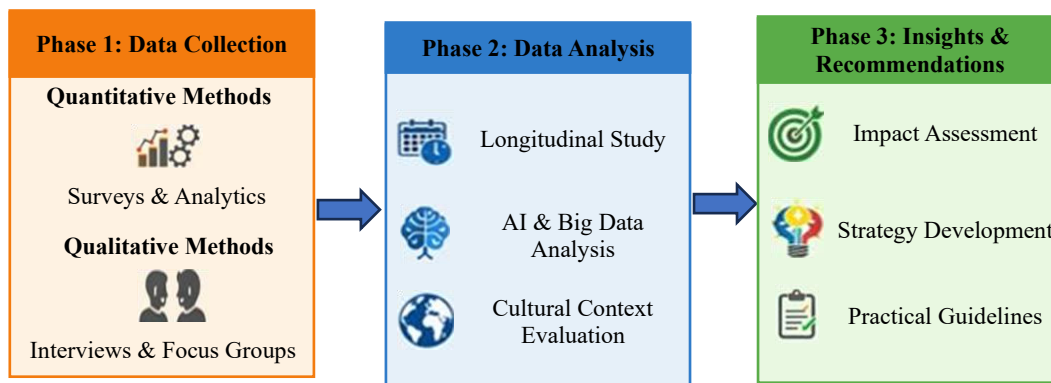 Phase 1: Data Collection
Quantitative Methods
Surveys & Analytics
Qualitative Methods
Interviews & Focus Groups
Phase 2: Data Analysis
Longitudinal Study
AI & Big Data
Analysis
Cultural Context
Evaluation
Phase 3: Insights &
Recommendations
Impact Assessment
Strategy Development
Practical Guidelines